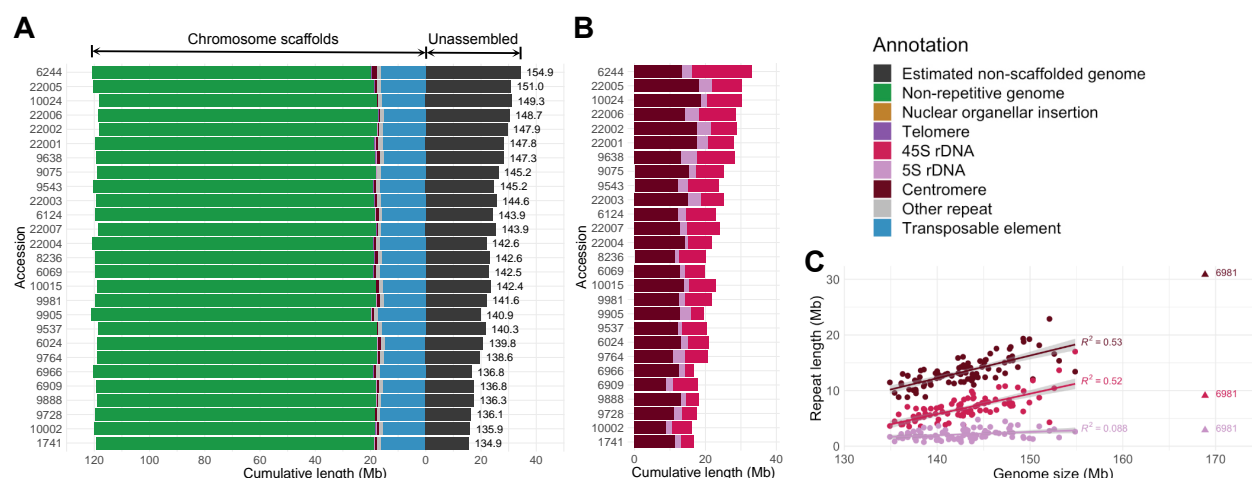 A
Chromosome scaffolds
Unassembled
Accession
6244 154.9
22005 151.0
10024 149.3
22006 148.7
22002 147.9
22001 147.8
9638 147.3
9075 145.2
9543 145.2
22003 144.6
6124 143.9
22007 143.9
22004 142.6
8236 142.6
6069 142.5
10015 142.4
9981 141.6
9905 140.9
9537 140.3
6024 139.8
9764 138.6
6966 136.8
6909 136.8
9888 136.3
9728 136.1
10002 135.9
1741 134.9
120 100 80 60 40 20 0 20 40
Cumulative length (Mb)
B
Accession
6244
22005
10024
22006
22002
22001
9638
9075
9543
22003
6124
22007
22004
8236
6069
10015
9981
9905
9537
6024
9764
6966
6909
9888
9728
10002
1741
0 20 40
Cumulative length (Mb)
Annotation
Estimated non-scaffolded genome
Non-repetitive genome
Nuclear organellar insertion
Telomere
45S rDNA
5S rDNA
Centromere
Other repeat
Transposable element
C
Repeat length (Mb)
30
20
10
0
6981
R² = 0.53
R² = 0.52
6981
R² = 0.088
6981
130 140 150 160 170
Genome size (Mb)